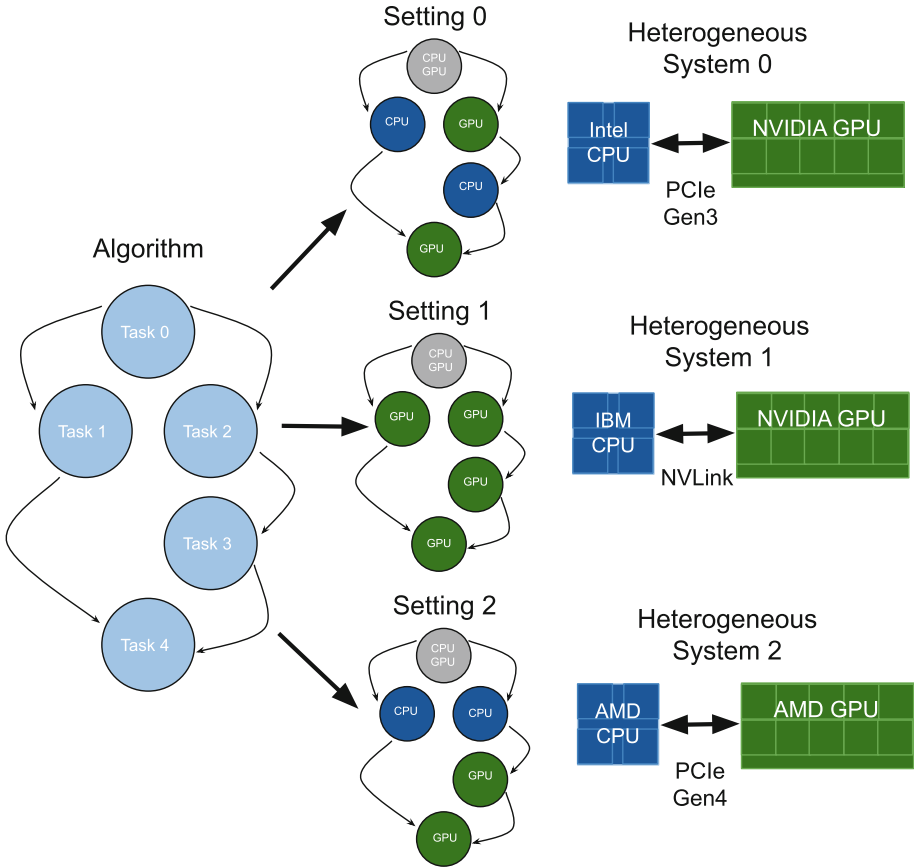 Algorithm
Task 0
Task 1
Task 2
Task 3
Task 4
Setting 0
CPU
GPU
CPU
GPU
CPU
GPU
Heterogeneous
System 0
Intel
CPU
PCIe
Gen3
NVIDIA GPU
Setting 1
CPU
GPU
GPU
GPU
GPU
GPU
Heterogeneous
System 1
IBM
CPU
NVLink
NVIDIA GPU
Setting 2
CPU
GPU
CPU
CPU
GPU
GPU
Heterogeneous
System 2
AMD
CPU
PCIe
Gen4
AMD GPU